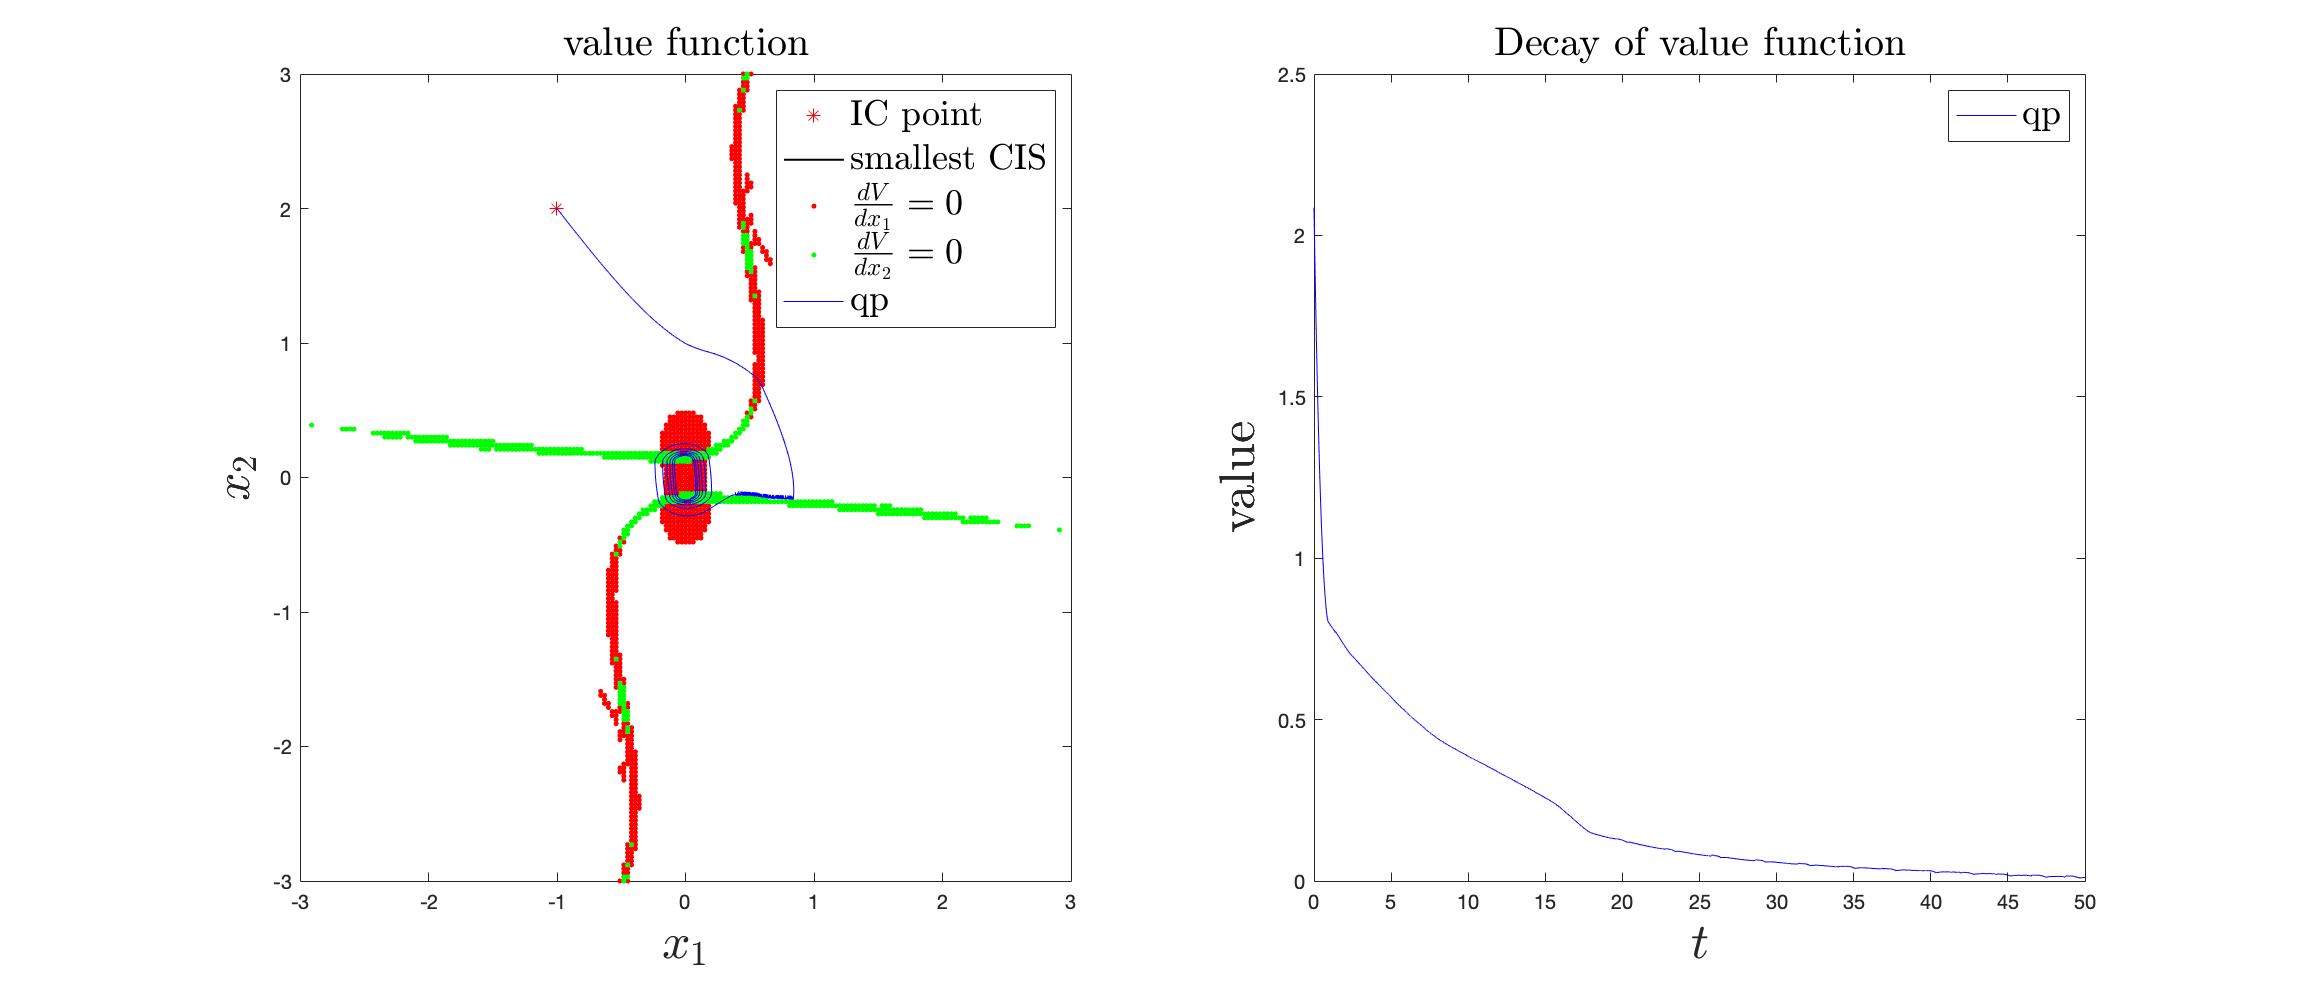 value function
3
2
1
0
-1
-2
-3
-3
-2
-1
0
1
2
3
x₂
x₁
IC point
smallest CIS
dV/dx₁ = 0
dV/dx₂ = 0
qp
Decay of value function
2.5
2
1.5
1
0.5
0
0
5
10
15
20
25
30
35
40
45
50
value
t
qp